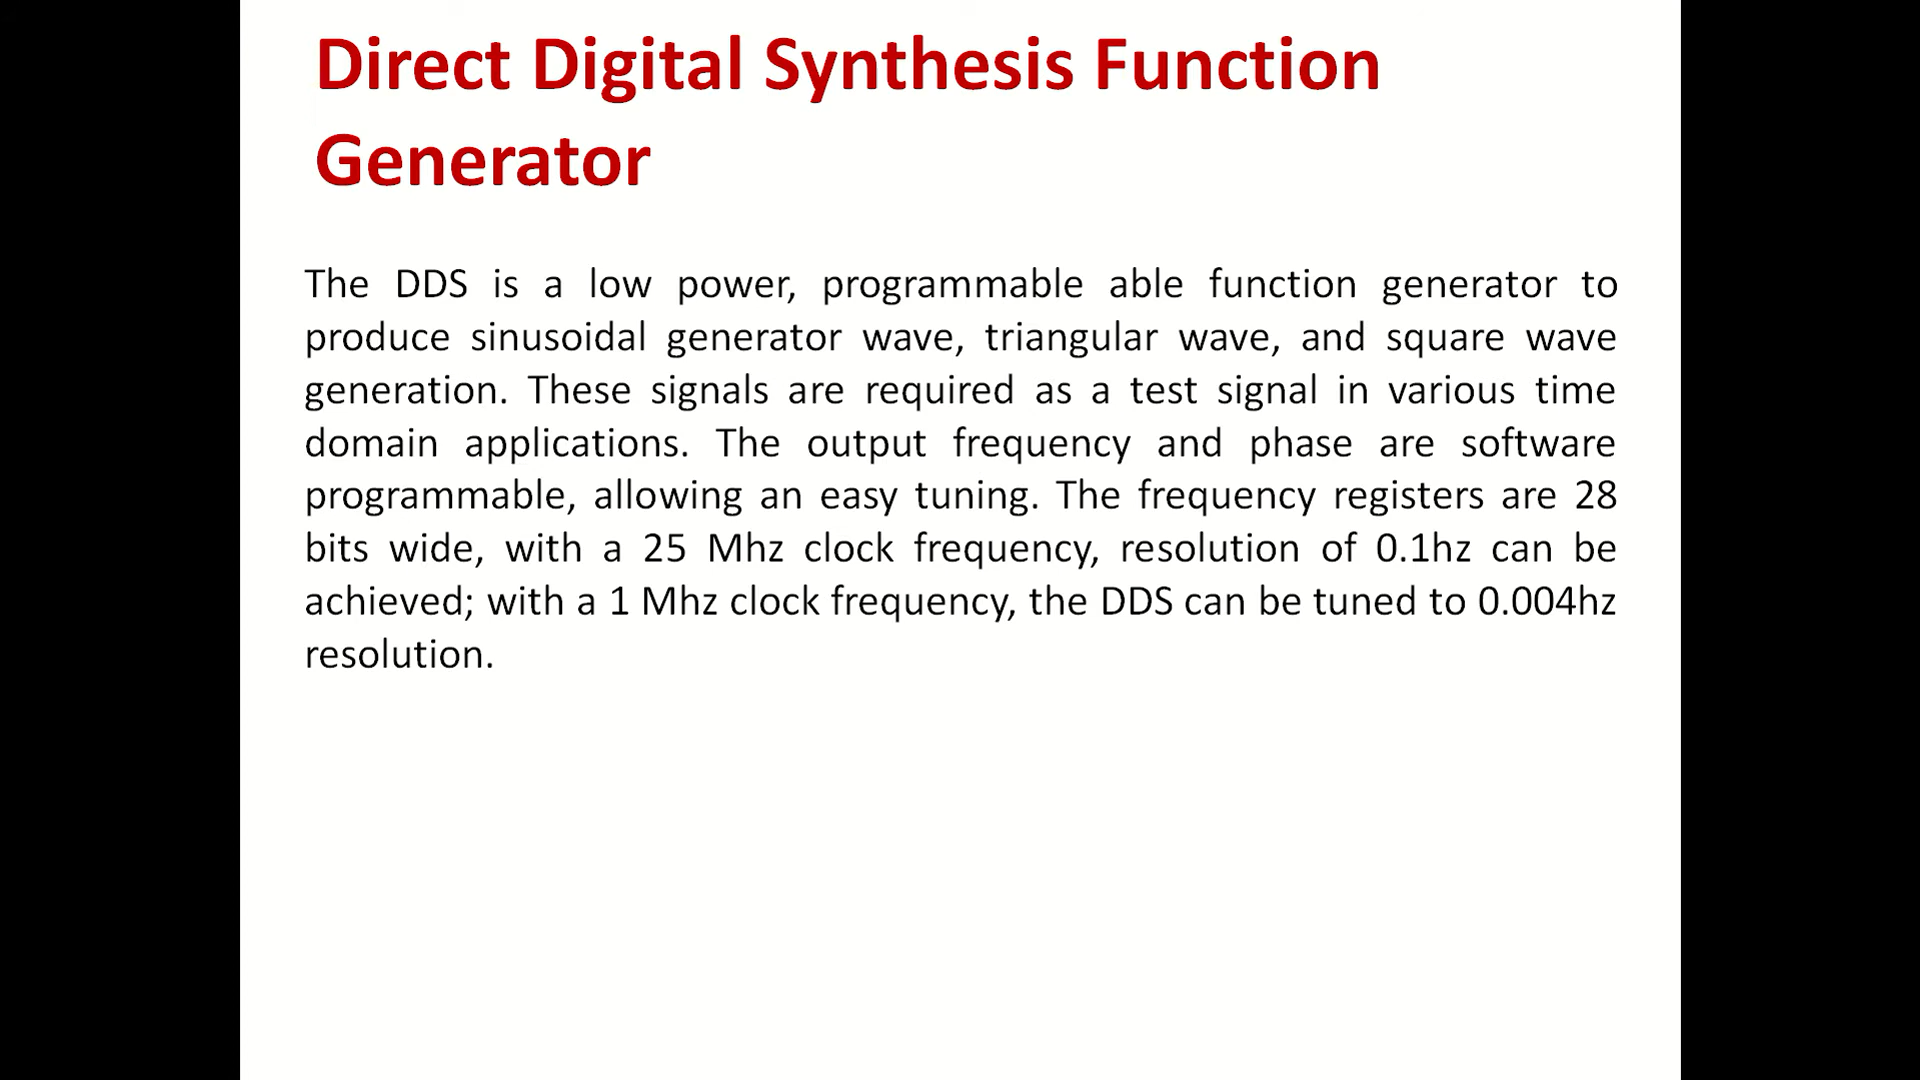 Direct Digital Synthesis Function
Generator
The DDS is a low power, programmable able function generator to
produce sinusoidal generator wave, triangular wave, and square wave
generation. These signals are required as a test signal in various time
domain applications. The output frequency and phase are software
programmable, allowing an easy tuning. The frequency registers are 28
bits wide, with a 25 Mhz clock frequency, resolution of 0.1hz can be
achieved; with a 1 Mhz clock frequency, the DDS can be tuned to 0.004hz
resolution.